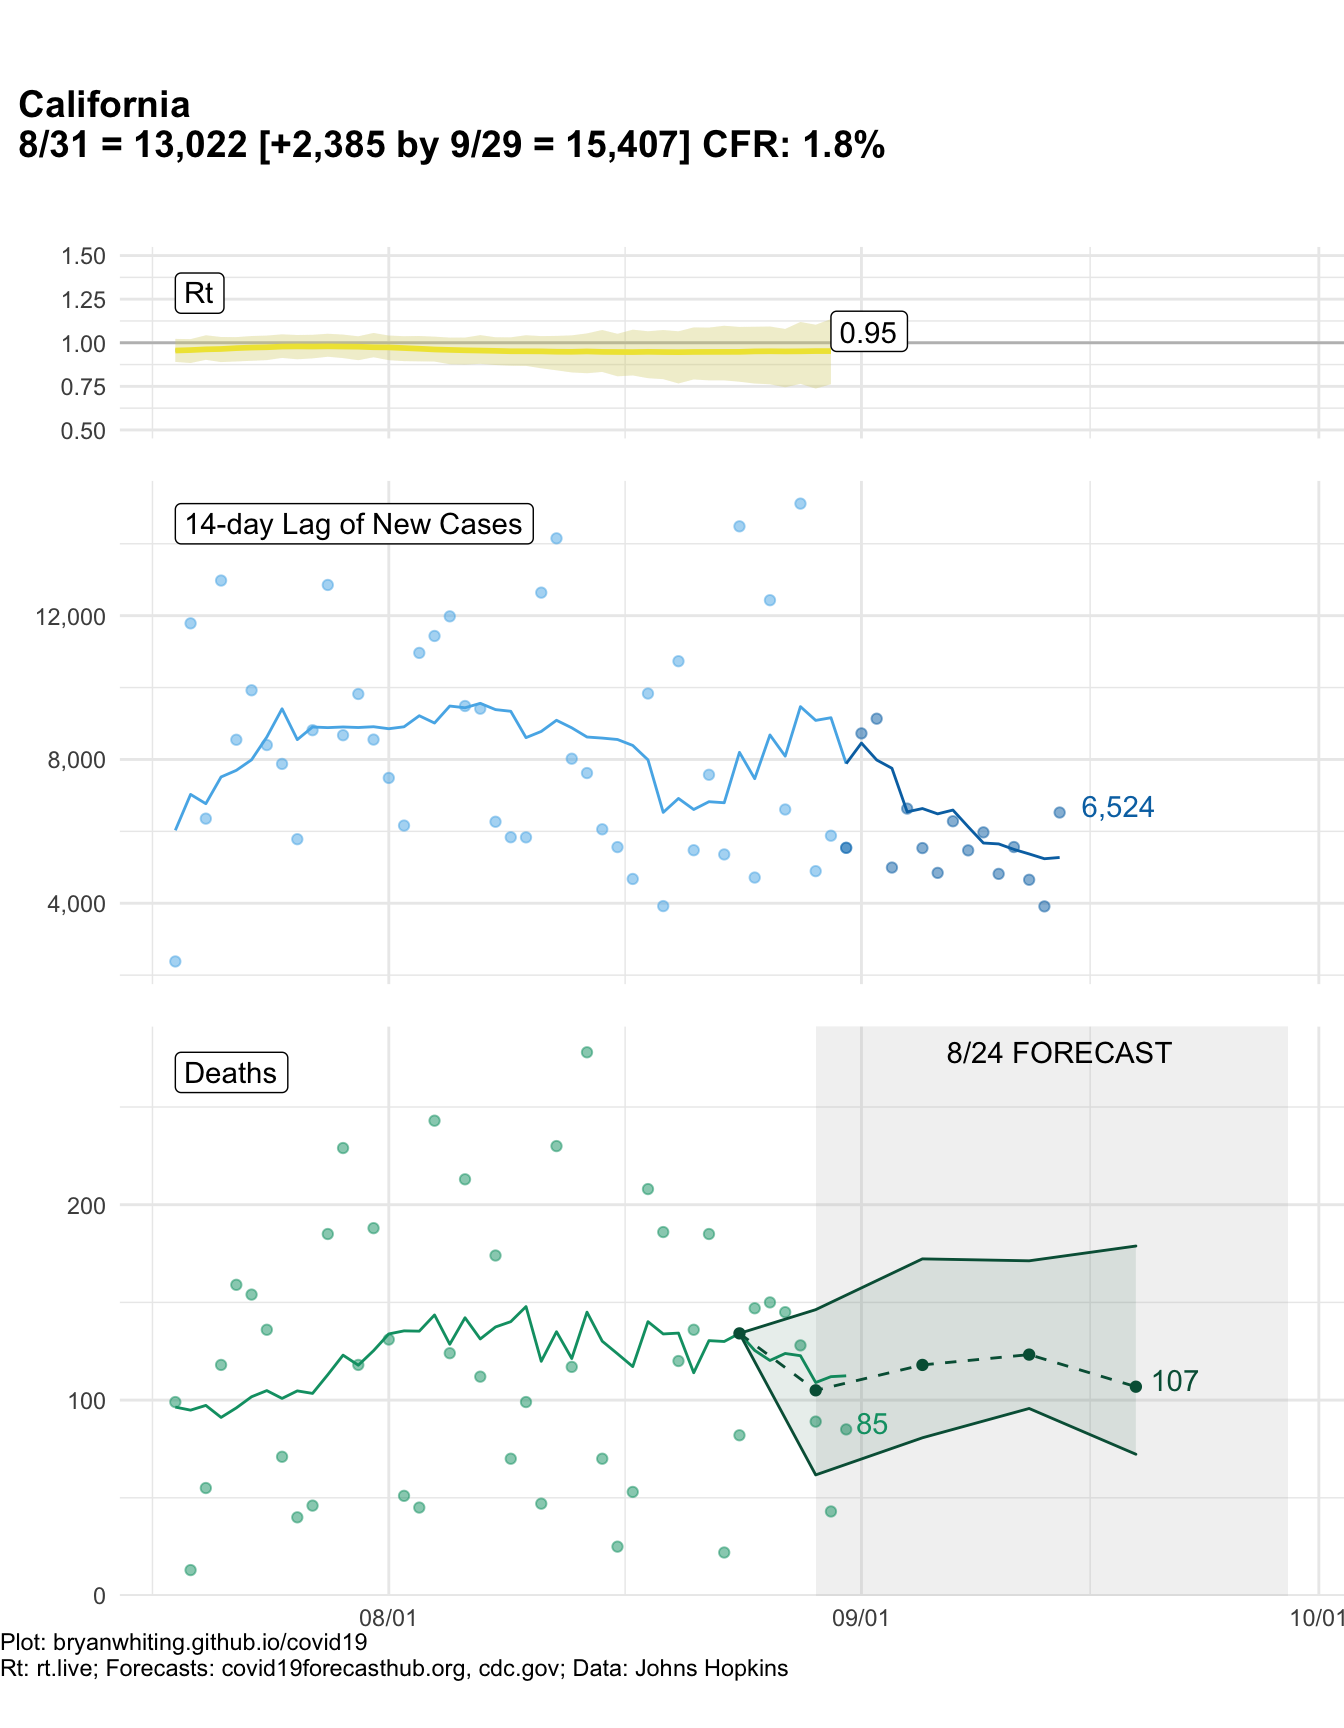 California
8/31 = 13,022 [+2,385 by 9/29 = 15,407] CFR: 1.8%
1.50
Rt
1.25
1.00
0.95
0.75
0.50
14-day Lag of New Cases
12,000
8,000
6,524
4,000
8/24 FORECAST
Deaths
200
107
100
85
0
08/01
09/01
10/01
Plot: bryanwhiting.github.io/covid19
Rt: rt.live; Forecasts: covid19forecasthub.org, cdc.gov; Data: Johns Hopkins